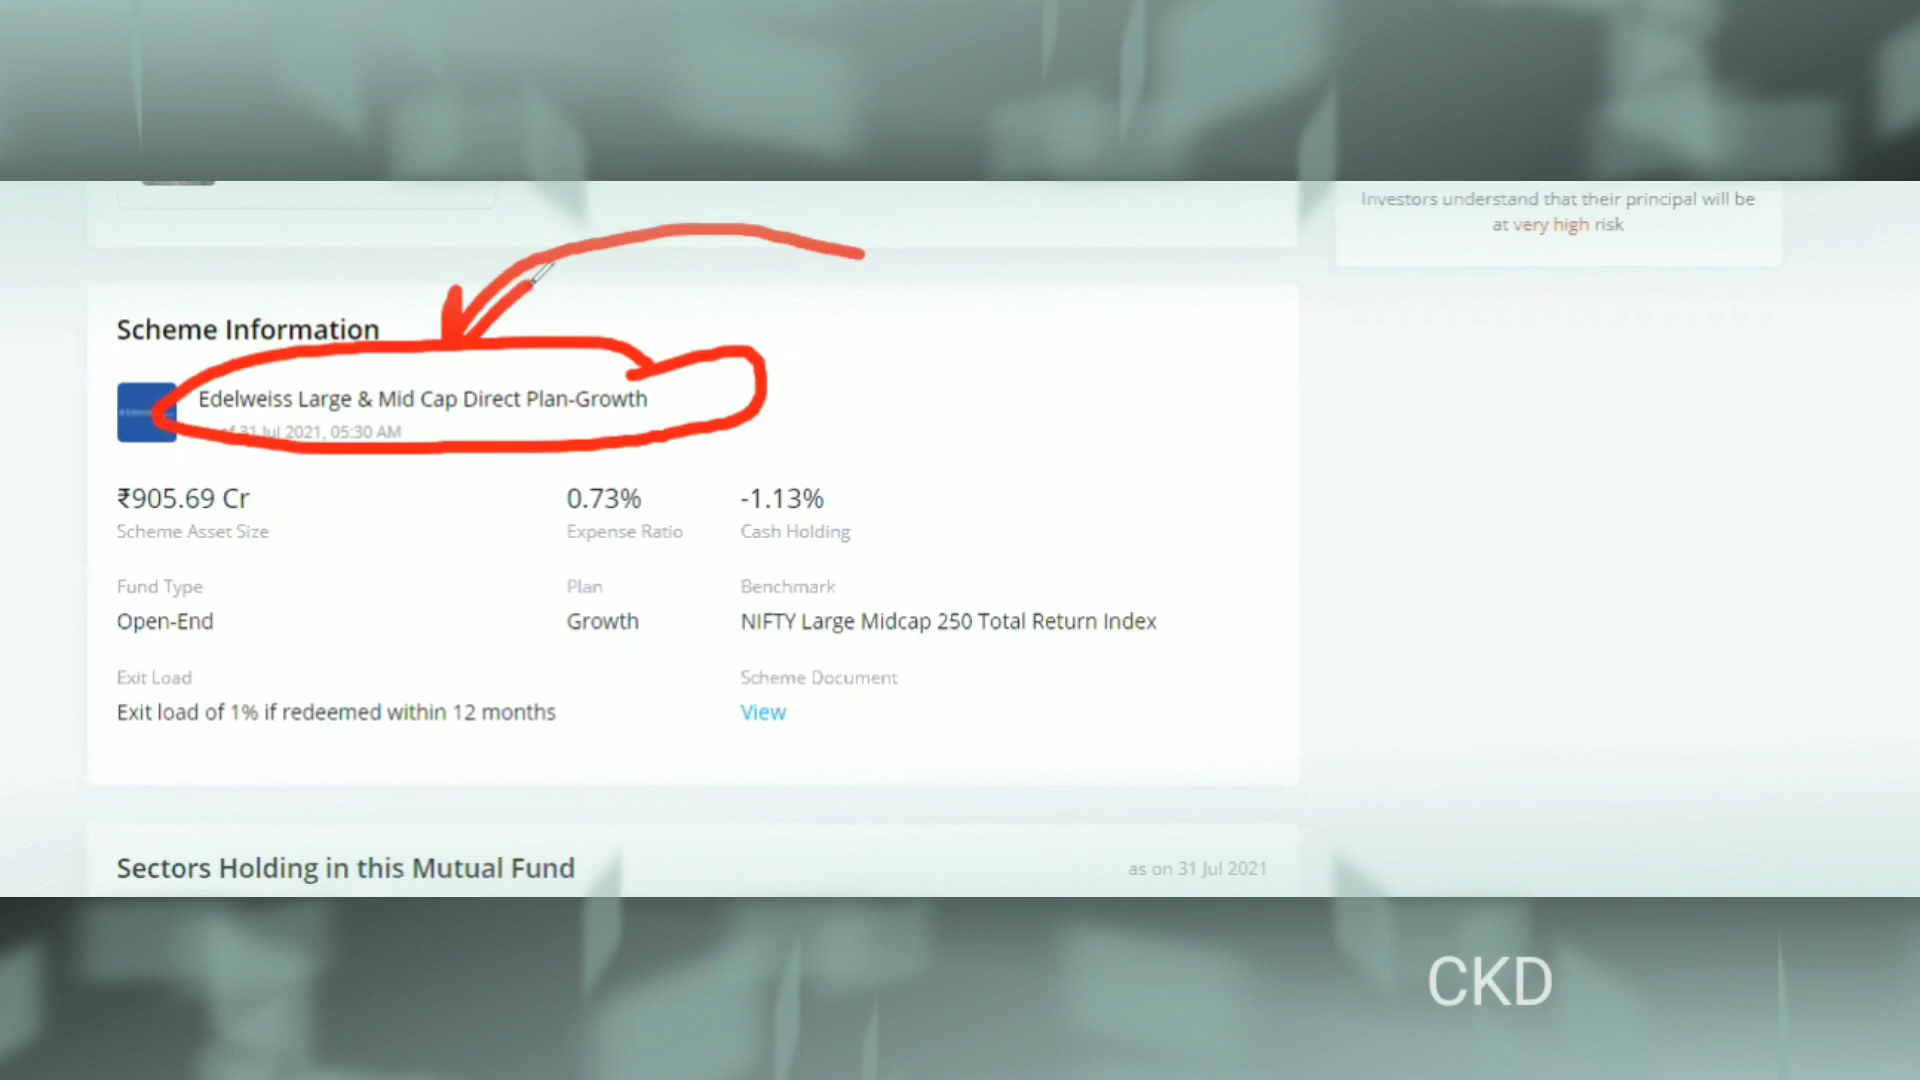 Investors understand that their principal will be
at very high risk
Scheme Information
Edelweiss Large & Mid Cap Direct Plan-Growth
of 31 Jul 2021, 05:30 AM
₹905.69 Cr
Scheme Asset Size
0.73%
Expense Ratio
-1.13%
Cash Holding
Fund Type
Open-End
Plan
Growth
Benchmark
NIFTY Large Midcap 250 Total Return Index
Exit Load
Exit load of 1% if redeemed within 12 months
Scheme Document
View
Sectors Holding in this Mutual Fund
as on 31 Jul 2021
CKD